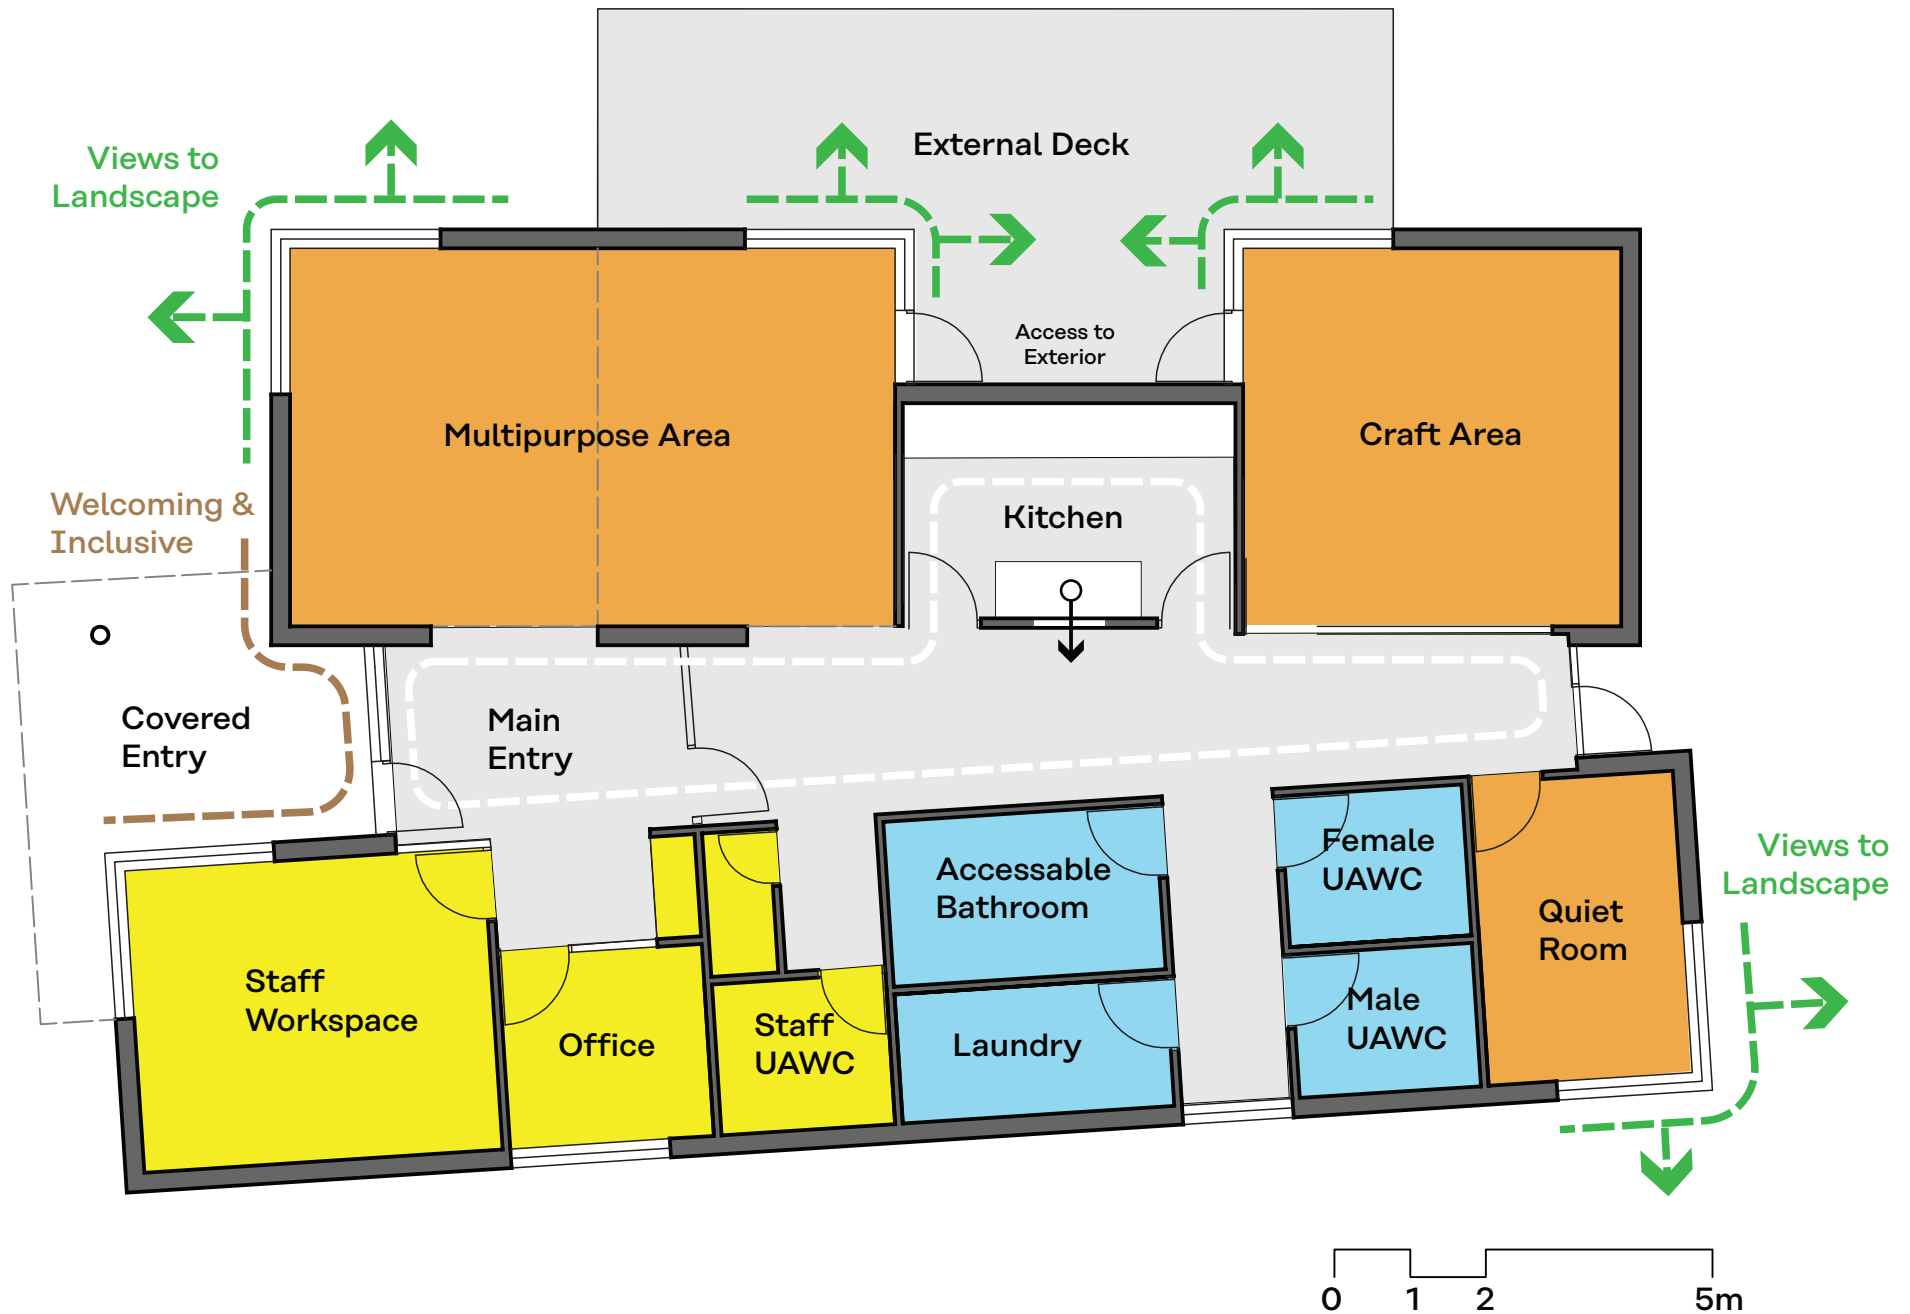 External Deck
Views to
Landscape
Access to
Exterior
Multipurpose Area
Craft Area
Welcoming &
Inclusive
Kitchen
Covered
Entry
Main
Entry
Accessable
Bathroom
Female
UAWC
Views to
Landscape
Quiet
Room
Staff
Workspace
Office
Staff
UAWC
Laundry
Male
UAWC
0 1 2 5m